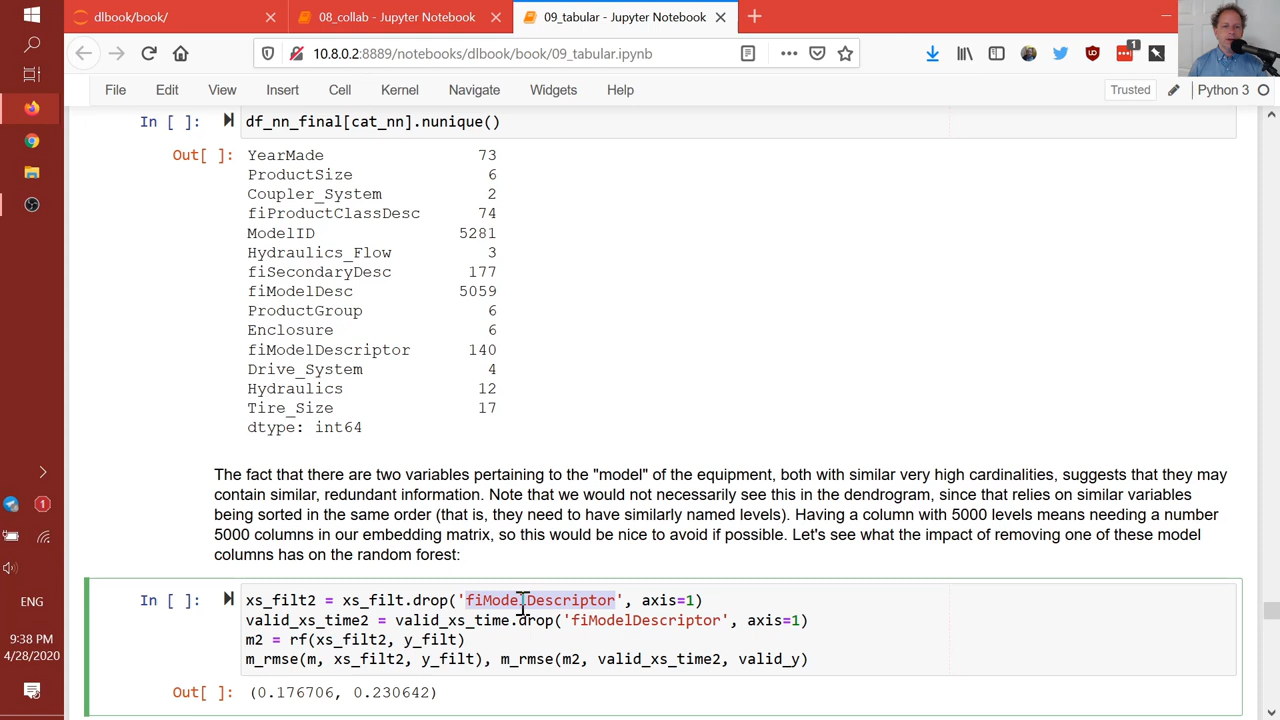 dlbook/book/
08_collab - Jupyter Notebook
09_tabular - Jupyter Notebook
10.8.0.2:8889/notebooks/dlbook/book/09_tabular.ipynb
1
File Edit View Insert Cell Kernel Navigate Widgets Help
Trusted
Python 3
In [ ]: df_nn_final[cat_nn].nunique()
Out[ ]: YearMade 73
ProductSize 6
Coupler_System 2
fiProductClassDesc 74
ModelID 5281
Hydraulics_Flow 3
fiSecondaryDesc 177
fiModelDesc 5059
ProductGroup 6
Enclosure 6
fiModelDescriptor 140
Drive_System 4
Hydraulics 12
Tire_Size 17
dtype: int64
The fact that there are two variables pertaining to the "model" of the equipment, both with similar very high cardinalities, suggests that they may
contain similar, redundant information. Note that we would not necessarily see this in the dendrogram, since that relies on similar variables
being sorted in the same order (that is, they need to have similarly named levels). Having a column with 5000 levels means needing a number
5000 columns in our embedding matrix, so this would be nice to avoid if possible. Let's see what the impact of removing one of these model
columns has on the random forest:
In [ ]: xs_filt2 = xs_filt.drop('fiModelDescriptor', axis=1)
valid_xs_time2 = valid_xs_time.drop('fiModelDescriptor', axis=1)
m2 = rf(xs_filt2, y_filt)
m_rmse(m, xs_filt2, y_filt), m_rmse(m2, valid_xs_time2, valid_y)
Out[ ]: (0.176706, 0.230642)
1
ENG
9:38 PM
4/28/2020